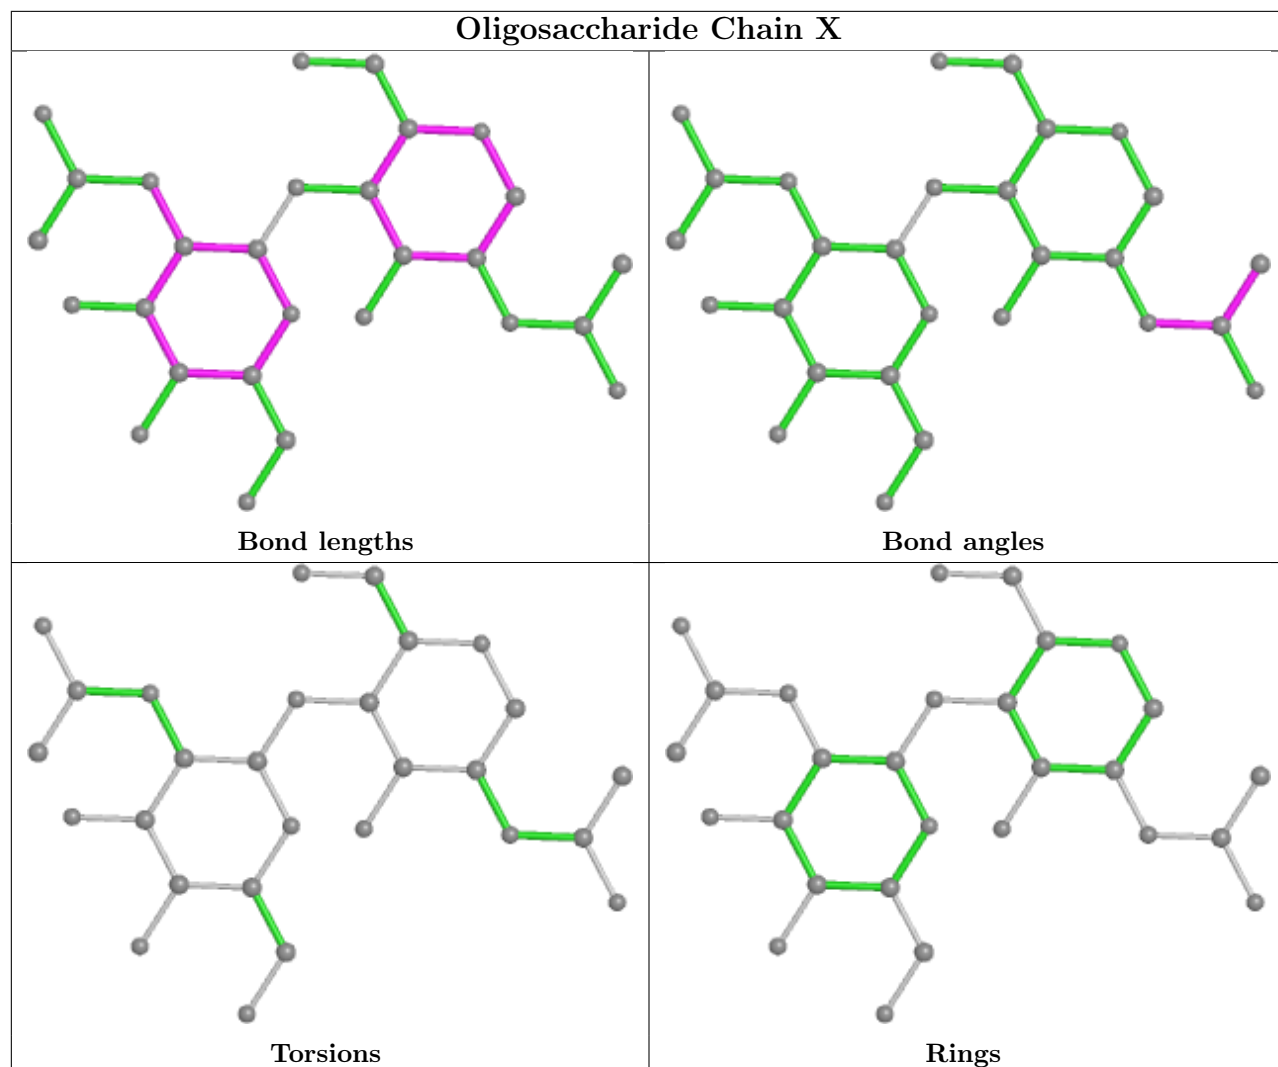 Oligosaccharide Chain X
Bond lengths
Bond angles
Torsions
Rings